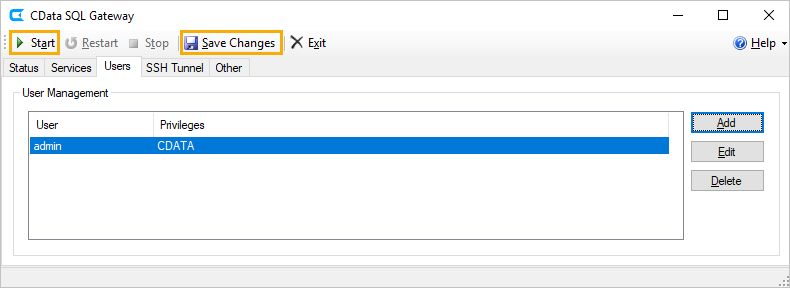 CData SQL Gateway
Start Restart Stop Save Changes Exit Help
Status Services Users SSH Tunnel Other
User Management
User Privileges
admin CDATA
Add
Edit
Delete